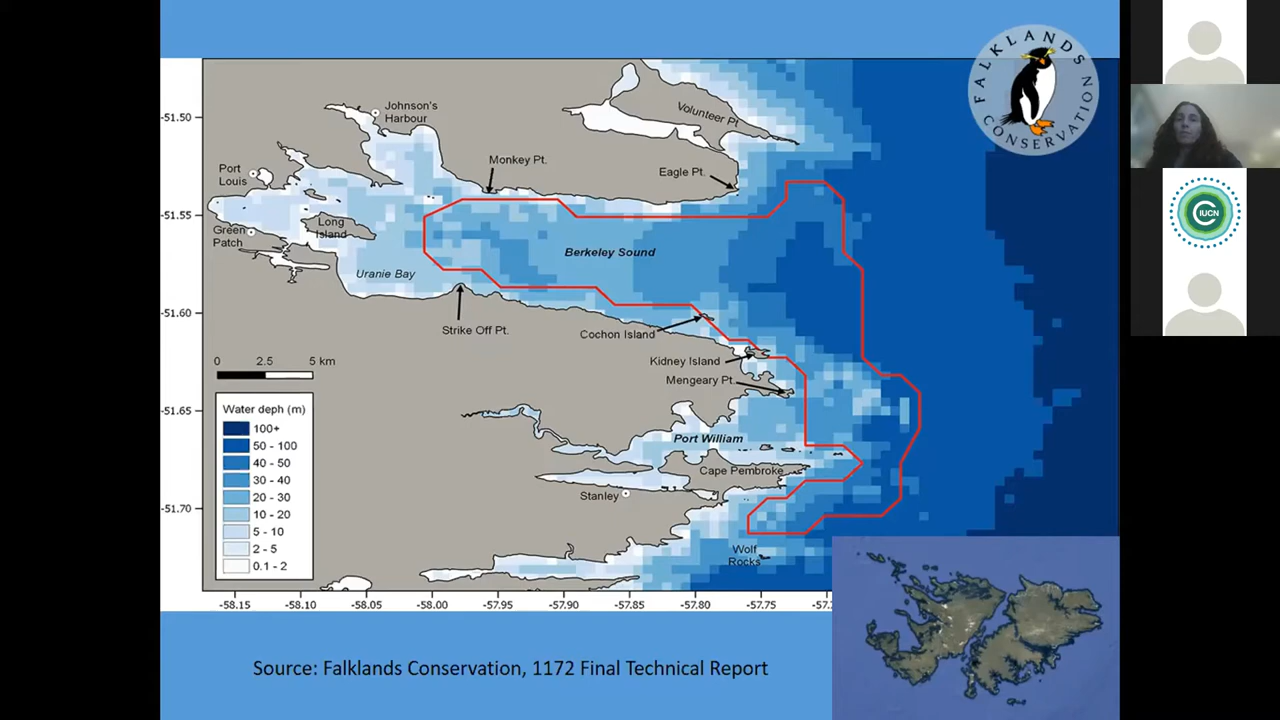 FALKLANDS CONSERVATION
-51.50
-51.55
-51.60
-51.65
-51.70
Johnson's
Harbour
Volunteer Pt
Port
Louis
Monkey Pt.
Eagle Pt.
Long
Island
Green
Patch
Berkeley Sound
Uranie Bay
Strike Off Pt.
Cochon Island
Kidney Island
Mengeary Pt.
0 2.5 5 km
Water deph (m)
100+
50 - 100
40 - 50
30 - 40
20 - 30
10 - 20
5 - 10
2 - 5
0.1 - 2
Port William
Cape Pembroke
Stanley
Wolf
Rocks
-58.15 -58.10 -58.05 -58.00 -57.95 -57.90 -57.85 -57.80 -57.75
Source: Falklands Conservation, 1172 Final Technical Report
IUCN